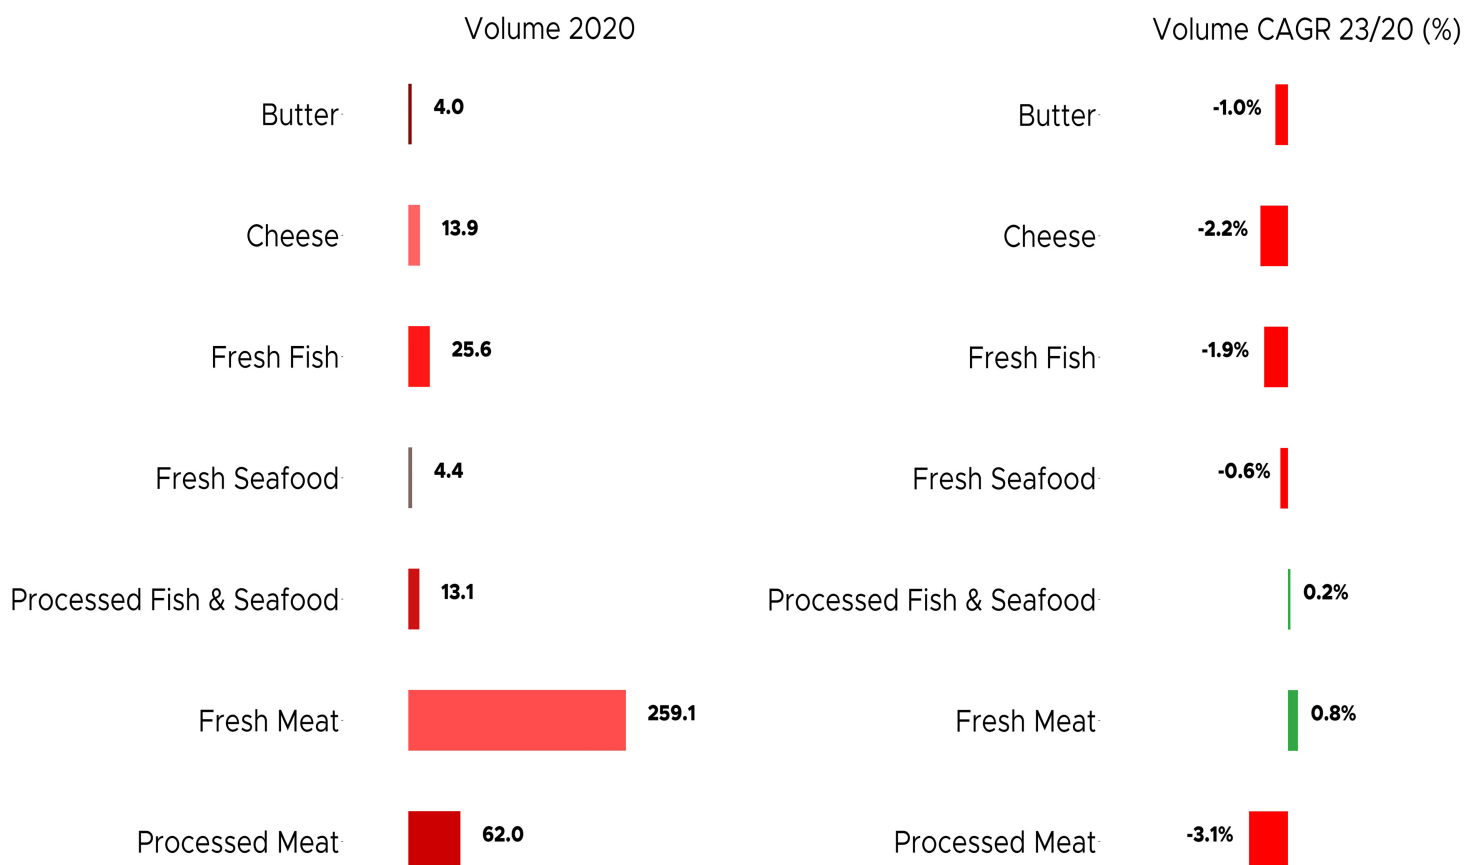 Volume 2020
Butter 4.0
Cheese 13.9
Fresh Fish 25.6
Fresh Seafood 4.4
Processed Fish & Seafood 13.1
Fresh Meat 259.1
Processed Meat 62.0
Volume CAGR 23/20 (%)
Butter -1.0%
Cheese -2.2%
Fresh Fish -1.9%
Fresh Seafood -0.6%
Processed Fish & Seafood 0.2%
Fresh Meat 0.8%
Processed Meat -3.1%